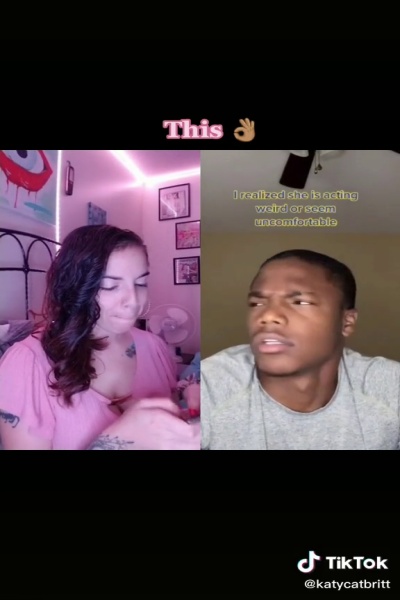 This 👌🏽
I realized she is acting
weird or seem
uncomfortable
TikTok
@katycatbritt